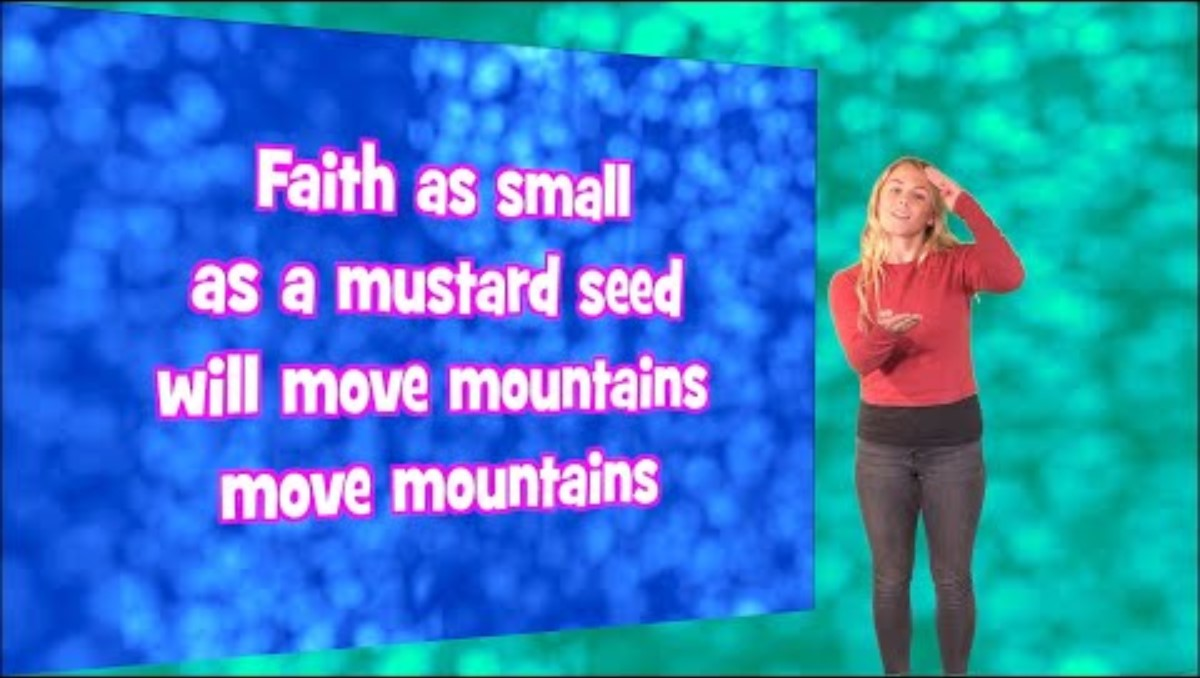 Faith as small
as a mustard seed
will move mountains
move mountains